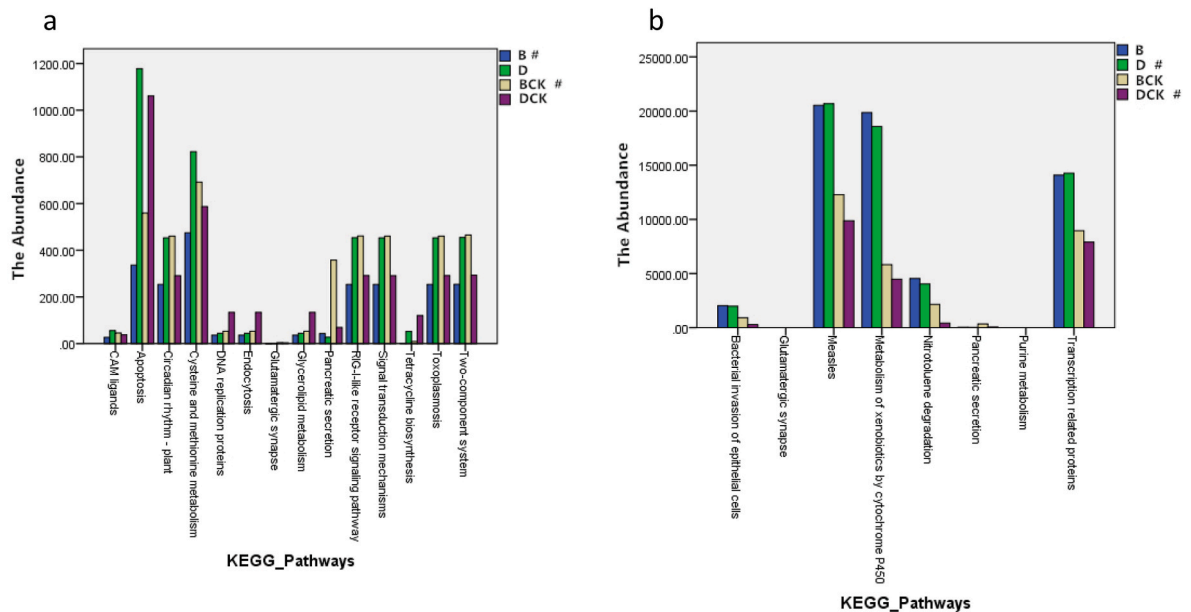 a
B #
D
BCK #
DCK
The Abundance
1200.00
1000.00
800.00
600.00
400.00
200.00
.00
CAM ligands
Apoptosis
Circadian rhythm - plant
Cysteine and methionine metabolism
DNA replication proteins
Endocytosis
Glutamatergic synapse
Glycerolipid metabolism
Pancreatic secretion
RIG-I-like receptor signaling pathway
Signal transduction mechanisms
Tetracycline biosynthesis
Toxoplasmosis
Two-component system
KEGG_Pathways
b
B
D #
BCK
DCK #
The Abundance
25000.00
20000.00
15000.00
10000.00
5000.00
.00
Bacterial invasion of epithelial cells
Glutamatergic synapse
Measles
Metabolism of xenobiotics by cytochrome P450
Nitrotoluene degradation
Pancreatic secretion
Purine metabolism
Transcription related proteins
KEGG_Pathways